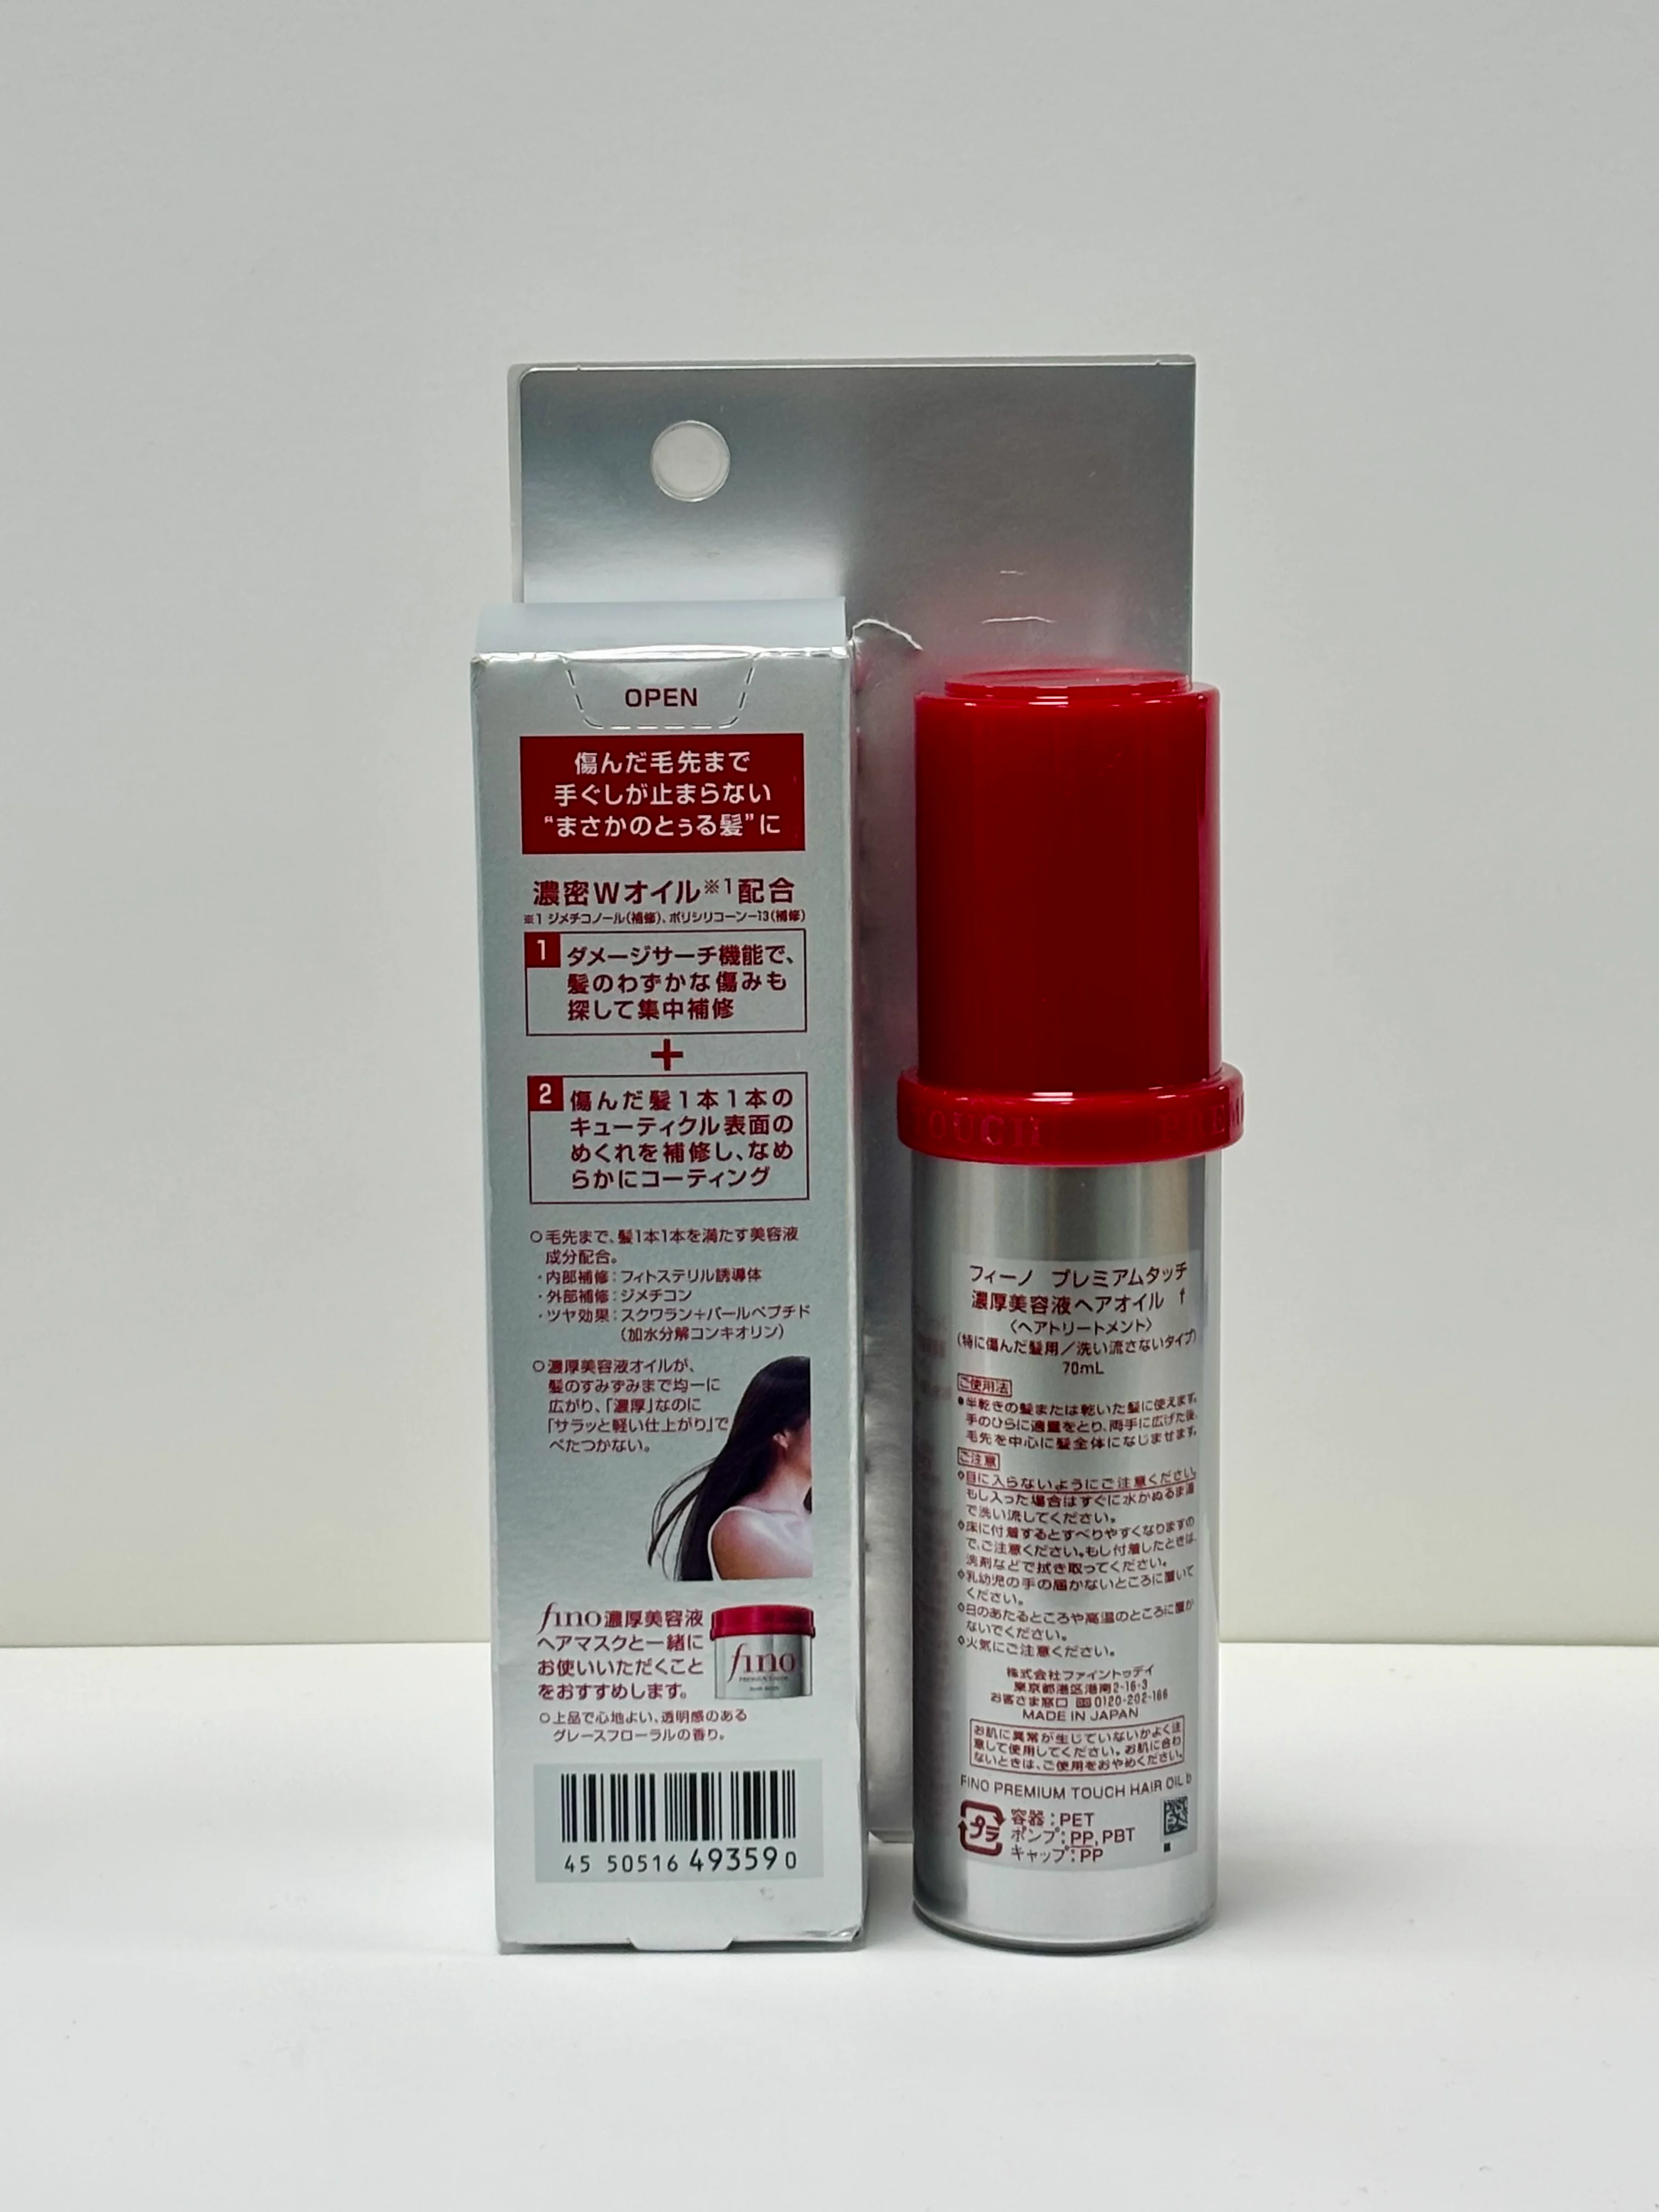 OPEN
傷んだ毛先まで
手ぐしが止まらない
“まさかのとぅる髪”に
濃密Wオイル※1配合
※1 ジメチコノール(補修)、ポリシリコーン-13(補修)
1 ダメージサーチ機能で、
髪のわずかな傷みも
探して集中補修
+
2 傷んだ髪1本1本の
キューティクル表面の
めくれを補修し、なめ
らかにコーティング
○毛先まで、髪1本1本を満たす美容液
成分配合。
・内部補修：フィトステリル誘導体
・外部補修：ジメチコン
・ツヤ効果：スクワラン+パールペプチド
(加水分解コンキオリン)
○濃厚美容液オイルが、
髪のすみずみまで均一に
広がり、「濃厚」なのに
「サラッと軽い仕上がり」で
べたつかない。
fino濃厚美容液
ヘアマスクと一緒に
お使いいただくこと
をおすすめします。
fino
○上品で心地よい、透明感のある
グレースフローラルの香り。
45 50516 493590
TOUCH PREM
フィーノ プレミアムタッチ
濃厚美容液ヘアオイル f
〈ヘアトリートメント〉
(特に傷んだ髪用／洗い流さないタイプ)
70mL
ご使用法
●半乾きの髪または乾いた髪に使えます。
手のひらに適量をとり、両手に広げた後、
毛先を中心に髪全体になじませます。
ご注意
◇目に入らないようにご注意ください。
もし入った場合はすぐに水かぬるま湯
で洗い流してください。
◇床に付着するとすべりやすくなりますの
で、ご注意ください。もし付着したときは、
洗剤などで拭き取ってください。
◇乳幼児の手の届かないところに置いて
ください。
◇日のあたるところや高温のところに置か
ないでください。
◇火気にご注意ください。
株式会社ファイントゥデイ
東京都港区港南2-16-3
お客さま窓口 0120-202-166
MADE IN JAPAN
お肌に異常が生じていないかよく注
意して使用してください。お肌に合わ
ないときは、ご使用をおやめください。
FINO PREMIUM TOUCH HAIR OIL b
プラ
容器：PET
ポンプ：PP, PBT
キャップ：PP